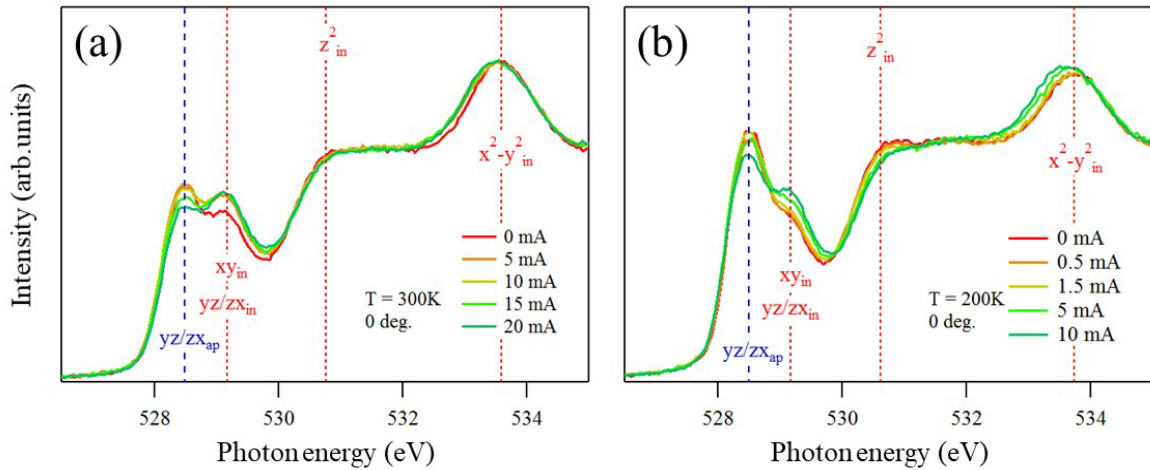 (a)
z²in
x²-y²in
xyin
yz/zxin
yz/zxap
T = 300K
0 deg.
0 mA
5 mA
10 mA
15 mA
20 mA
528
530
532
534
Photon energy (eV)
Intensity (arb.units)
(b)
z²in
x²-y²in
xyin
yz/zxin
yz/zxap
T = 200K
0 deg.
0 mA
0.5 mA
1.5 mA
5 mA
10 mA
528
530
532
534
Photon energy (eV)